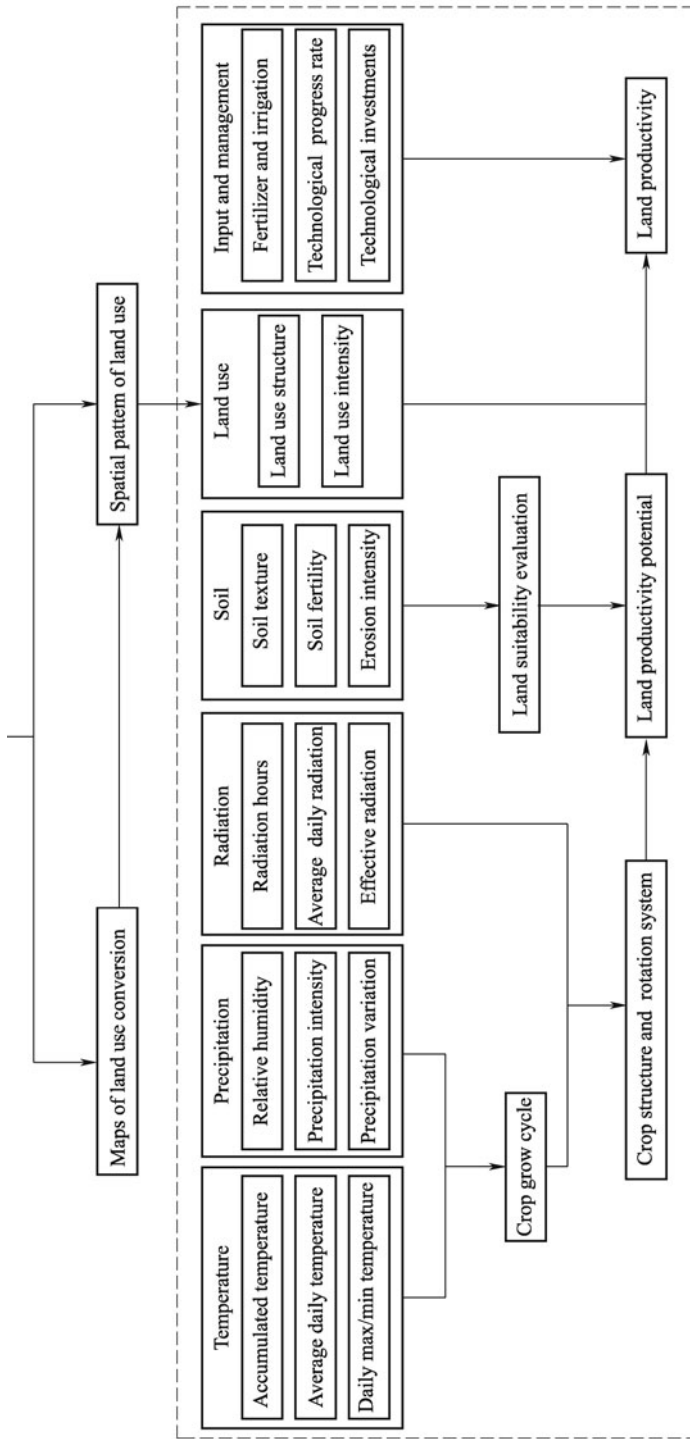 Maps of land use conversion
Spatial pattem of land use
Temperature
Accumulated temperature
Average daily temperature
Daily max/min temperature
Precipitation
Relative humidity
Precipitation intensity
Precipitation variation
Radiation
Radiation hours
Average daily radiation
Effective radiation
Soil
Soil texture
Soil fertility
Erosion intensity
Land use
Land use structure
Land use intensity
Input and management
Fertilizer and irrigation
Technological progress rate
Technological investments
Crop grow cycle
Land suitability evaluation
Crop structure and rotation system
Land productivity potential
Land productivity